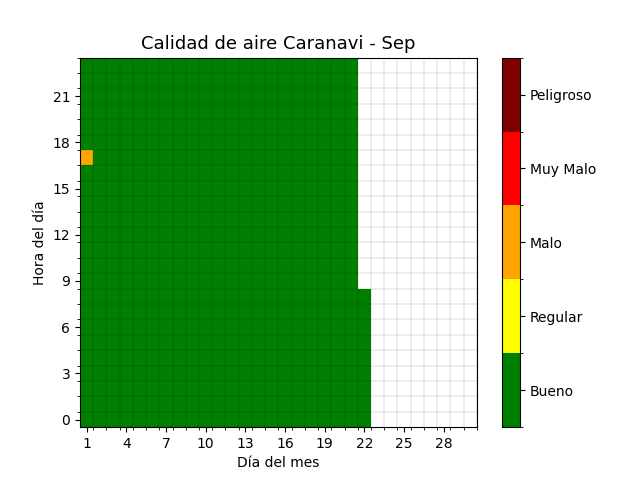 Calidad de aire Caranavi - Sep
Hora del día
21
18
15
12
9
6
3
0
1 4 7 10 13 16 19 22 25 28
Día del mes
Peligroso
Muy Malo
Malo
Regular
Bueno